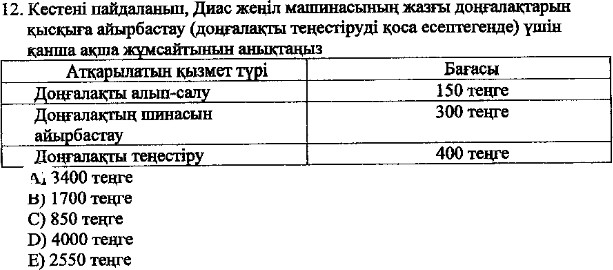 12. Кестені пайдаланып, Диас жеңіл машинасының жазғы доңғалақтарын
қысқыға айырбастау (доңғалақты теңестіруді қоса есептегенде) үшін
қанша ақша жұмсайтынын анықтаңыз
Атқарылатын қызмет түрі Бағасы
Доңғалақты алып-салу 150 теңге
Доңғалақтың шинасын 300 теңге
айырбастау
Доңғалақты теңестіру 400 теңге
A) 3400 теңге
B) 1700 теңге
C) 850 теңге
D) 4000 теңге
E) 2550 теңге